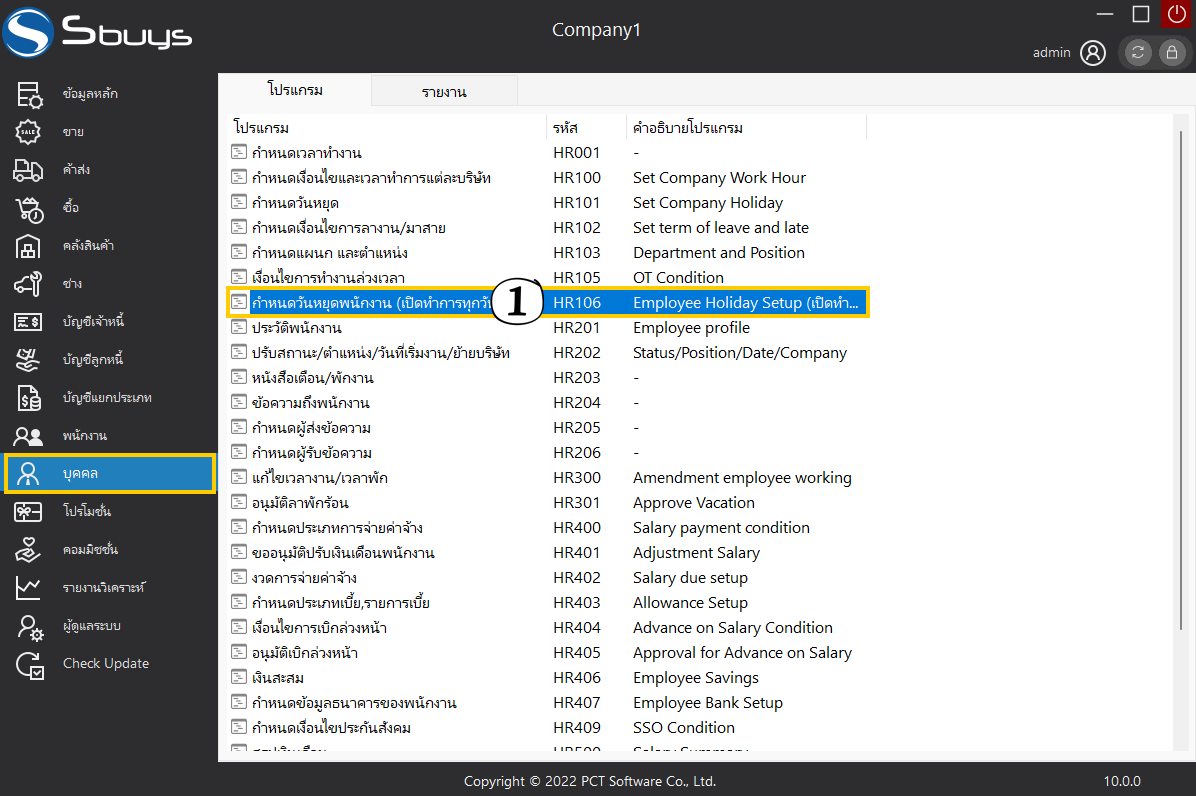 Sbuys
Company1
admin
ข้อมูลหลัก
ขาย
ค้าส่ง
ซื้อ
คลังสินค้า
ช่าง
บัญชีเจ้าหนี้
บัญชีลูกหนี้
บัญชีแยกประเภท
พนักงาน
บุคคล
โปรโมชั่น
คอมมิชชั่น
รายงานวิเคราะห์
ผู้ดูแลระบบ
Check Update
โปรแกรม รายงาน
โปรแกรม รหัส คำอธิบายโปรแกรม
กำหนดเวลาทำงาน HR001 -
กำหนดเงื่อนไขและเวลาทำการแต่ละบริษัท HR100 Set Company Work Hour
กำหนดวันหยุด HR101 Set Company Holiday
กำหนดเงื่อนไขการลางาน/มาสาย HR102 Set term of leave and late
กำหนดแผนก และตำแหน่ง HR103 Department and Position
เงื่อนไขการทำงานล่วงเวลา HR105 OT Condition
กำหนดวันหยุดพนักงาน (เปิดทำการทุกวั 1 HR106 Employee Holiday Setup (เปิดทำ...
ประวัติพนักงาน HR201 Employee profile
ปรับสถานะ/ตำแหน่ง/วันที่เริ่มงาน/ย้ายบริษัท HR202 Status/Position/Date/Company
หนังสือเตือน/พักงาน HR203 -
ข้อความถึงพนักงาน HR204 -
กำหนดผู้ส่งข้อความ HR205 -
กำหนดผู้รับข้อความ HR206 -
แก้ไขเวลางาน/เวลาพัก HR300 Amendment employee working
อนุมัติลาพักร้อน HR301 Approve Vacation
กำหนดประเภทการจ่ายค่าจ้าง HR400 Salary payment condition
ขออนุมัติปรับเงินเดือนพนักงาน HR401 Adjustment Salary
งวดการจ่ายค่าจ้าง HR402 Salary due setup
กำหนดประเภทเบี้ย,รายการเบี้ย HR403 Allowance Setup
เงื่อนไขการเบิกล่วงหน้า HR404 Advance on Salary Condition
อนุมัติเบิกล่วงหน้า HR405 Approval for Advance on Salary
เงินสะสม HR406 Employee Savings
กำหนดข้อมูลธนาคารของพนักงาน HR407 Employee Bank Setup
กำหนดเงื่อนไขประกันสังคม HR409 SSO Condition
Copyright © 2022 PCT Software Co., Ltd.
10.0.0